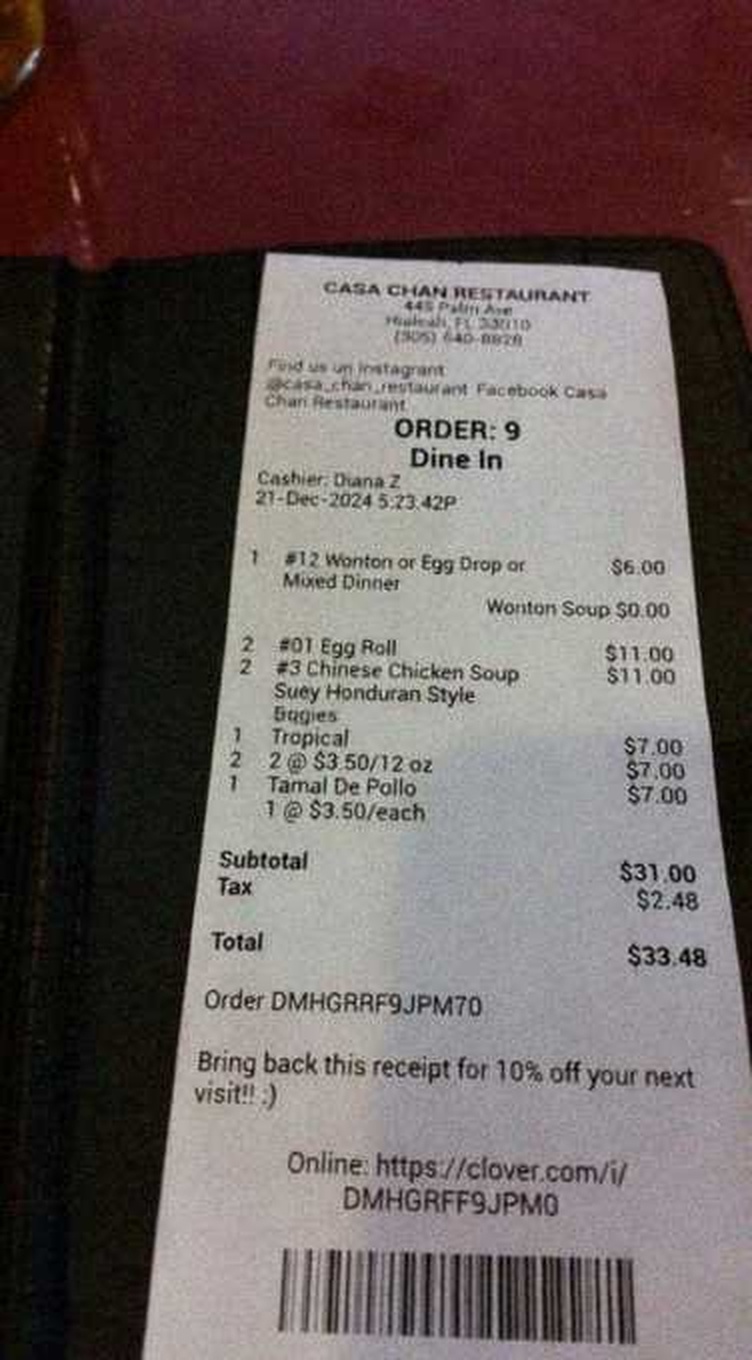 CASA CHAN RESTAURANT
445 Palm Ave
Hialeah, FL 33010
(305) 640-8828
Find us un Instagrant
@casa_chan_restaurant Facebook Casa
Chan Restaurant
ORDER: 9
Dine In
Cashier: Diana Z
21-Dec-2024 5:23.42P
1 #12 Wonton or Egg Drop or $6.00
Mixed Dinner
Wonton Soup $0.00
2 #01 Egg Roll $11.00
2 #3 Chinese Chicken Soup $11.00
Suey Honduran Style
1 Tropical $7.00
2 2 @ $3.50/12 oz $7.00
1 Tamal De Pollo $7.00
1 @ $3.50/each
Subtotal $31.00
Tax $2.48
Total $33.48
Order DMHGRRF9JPM70
Bring back this receipt for 10% off your next
visit!! :)
Online: https://clover.com/i/
DMHGRFF9JPM0